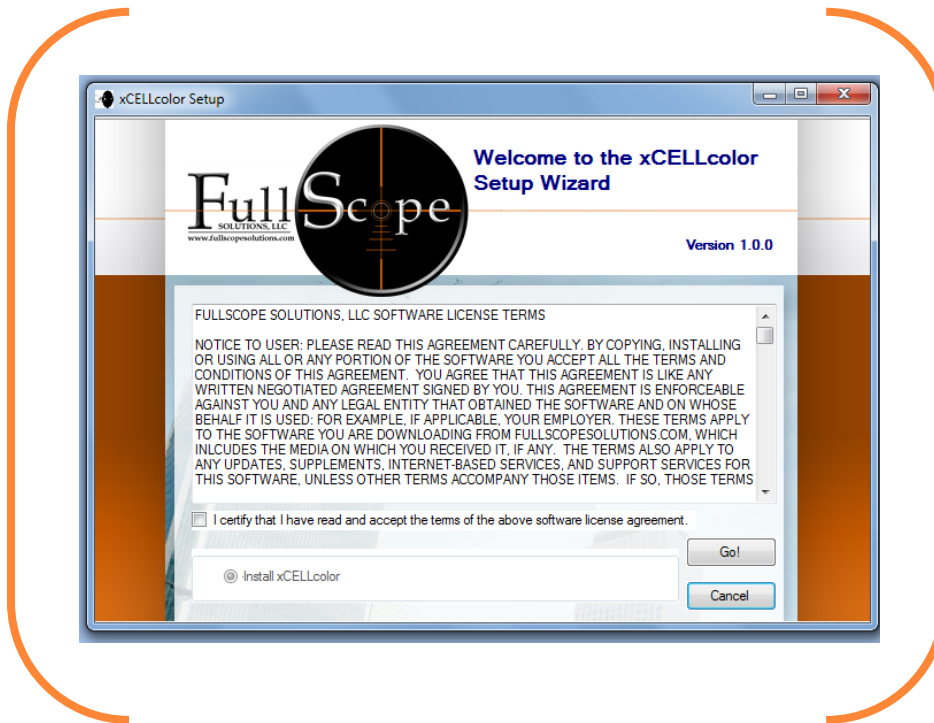 xCELLcolor Setup
Full Scope
SOLUTIONS, LLC
www.fullscopesolutions.com
Welcome to the xCELLcolor
Setup Wizard
Version 1.0.0
FULLSCOPE SOLUTIONS, LLC SOFTWARE LICENSE TERMS
NOTICE TO USER: PLEASE READ THIS AGREEMENT CAREFULLY. BY COPYING, INSTALLING
OR USING ALL OR ANY PORTION OF THE SOFTWARE YOU ACCEPT ALL THE TERMS AND
CONDITIONS OF THIS AGREEMENT.  YOU AGREE THAT THIS AGREEMENT IS LIKE ANY
WRITTEN NEGOTIATED AGREEMENT SIGNED BY YOU. THIS AGREEMENT IS ENFORCEABLE
AGAINST YOU AND ANY LEGAL ENTITY THAT OBTAINED THE SOFTWARE AND ON WHOSE
BEHALF IT IS USED: FOR EXAMPLE, IF APPLICABLE, YOUR EMPLOYER. THESE TERMS APPLY
TO THE SOFTWARE YOU ARE DOWNLOADING FROM FULLSCOPESOLUTIONS.COM, WHICH
INLCUDES THE MEDIA ON WHICH YOU RECEIVED IT, IF ANY.  THE TERMS ALSO APPLY TO
ANY UPDATES, SUPPLEMENTS, INTERNET-BASED SERVICES, AND SUPPORT SERVICES FOR
THIS SOFTWARE, UNLESS OTHER TERMS ACCOMPANY THOSE ITEMS.  IF SO, THOSE TERMS
I certify that I have read and accept the terms of the above software license agreement.
Go!
Install xCELLcolor
Cancel